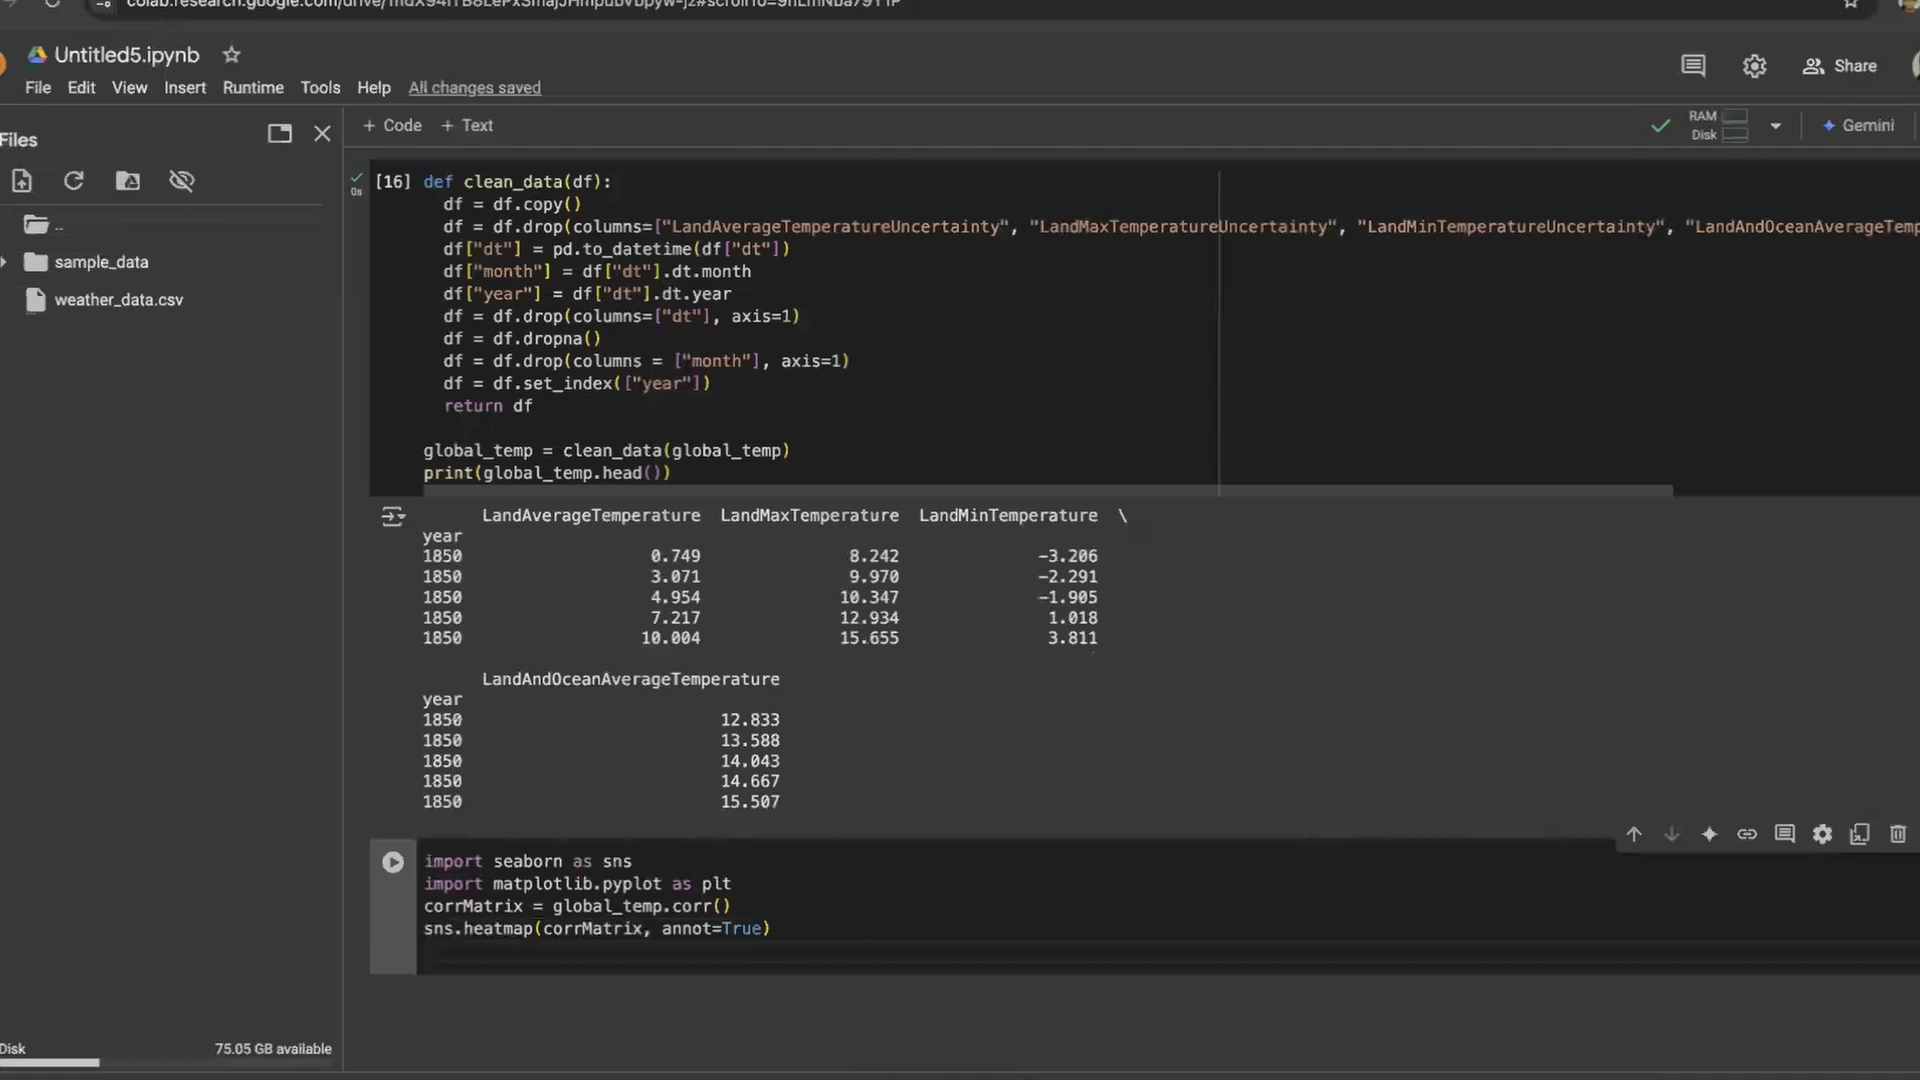 Untitled5.ipynb
File Edit View Insert Runtime Tools Help All changes saved
Share
Files
+ Code + Text
RAM
Disk
Gemini
..
sample_data
weather_data.csv
0s
[16] def clean_data(df):
df = df.copy()
df = df.drop(columns=["LandAverageTemperatureUncertainty", "LandMaxTemperatureUncertainty", "LandMinTemperatureUncertainty", "LandAndOceanAverageTemp
df["dt"] = pd.to_datetime(df["dt"])
df["month"] = df["dt"].dt.month
df["year"] = df["dt"].dt.year
df = df.drop(columns=["dt"], axis=1)
df = df.dropna()
df = df.drop(columns = ["month"], axis=1)
df = df.set_index(["year"])
return df
global_temp = clean_data(global_temp)
print(global_temp.head())
LandAverageTemperature LandMaxTemperature LandMinTemperature \
year
1850 0.749 8.242 -3.206
1850 3.071 9.970 -2.291
1850 4.954 10.347 -1.905
1850 7.217 12.934 1.018
1850 10.004 15.655 3.811
LandAndOceanAverageTemperature
year
1850 12.833
1850 13.588
1850 14.043
1850 14.667
1850 15.507
import seaborn as sns
import matplotlib.pyplot as plt
corrMatrix = global_temp.corr()
sns.heatmap(corrMatrix, annot=True)
Disk 75.05 GB available